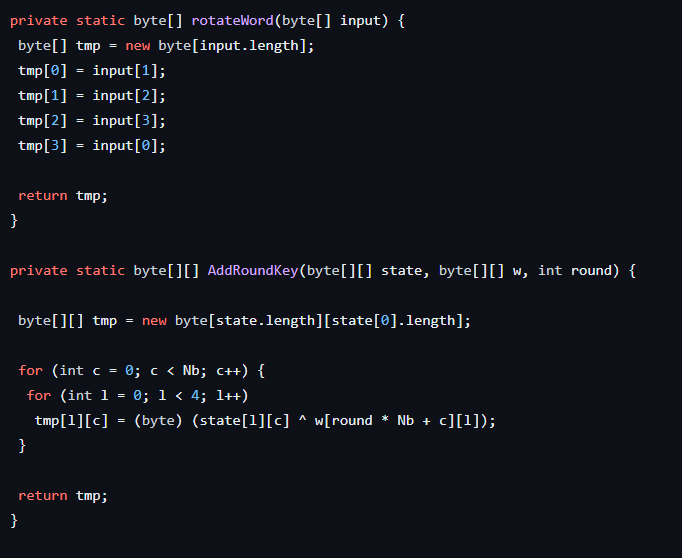 private static byte[] rotateWord(byte[] input) {
 byte[] tmp = new byte[input.length];
 tmp[0] = input[1];
 tmp[1] = input[2];
 tmp[2] = input[3];
 tmp[3] = input[0];

 return tmp;
}

private static byte[][] AddRoundKey(byte[][] state, byte[][] w, int round) {

 byte[][] tmp = new byte[state.length][state[0].length];

 for (int c = 0; c < Nb; c++) {
  for (int l = 0; l < 4; l++)
   tmp[l][c] = (byte) (state[l][c] ^ w[round * Nb + c][l]);
 }

 return tmp;
}